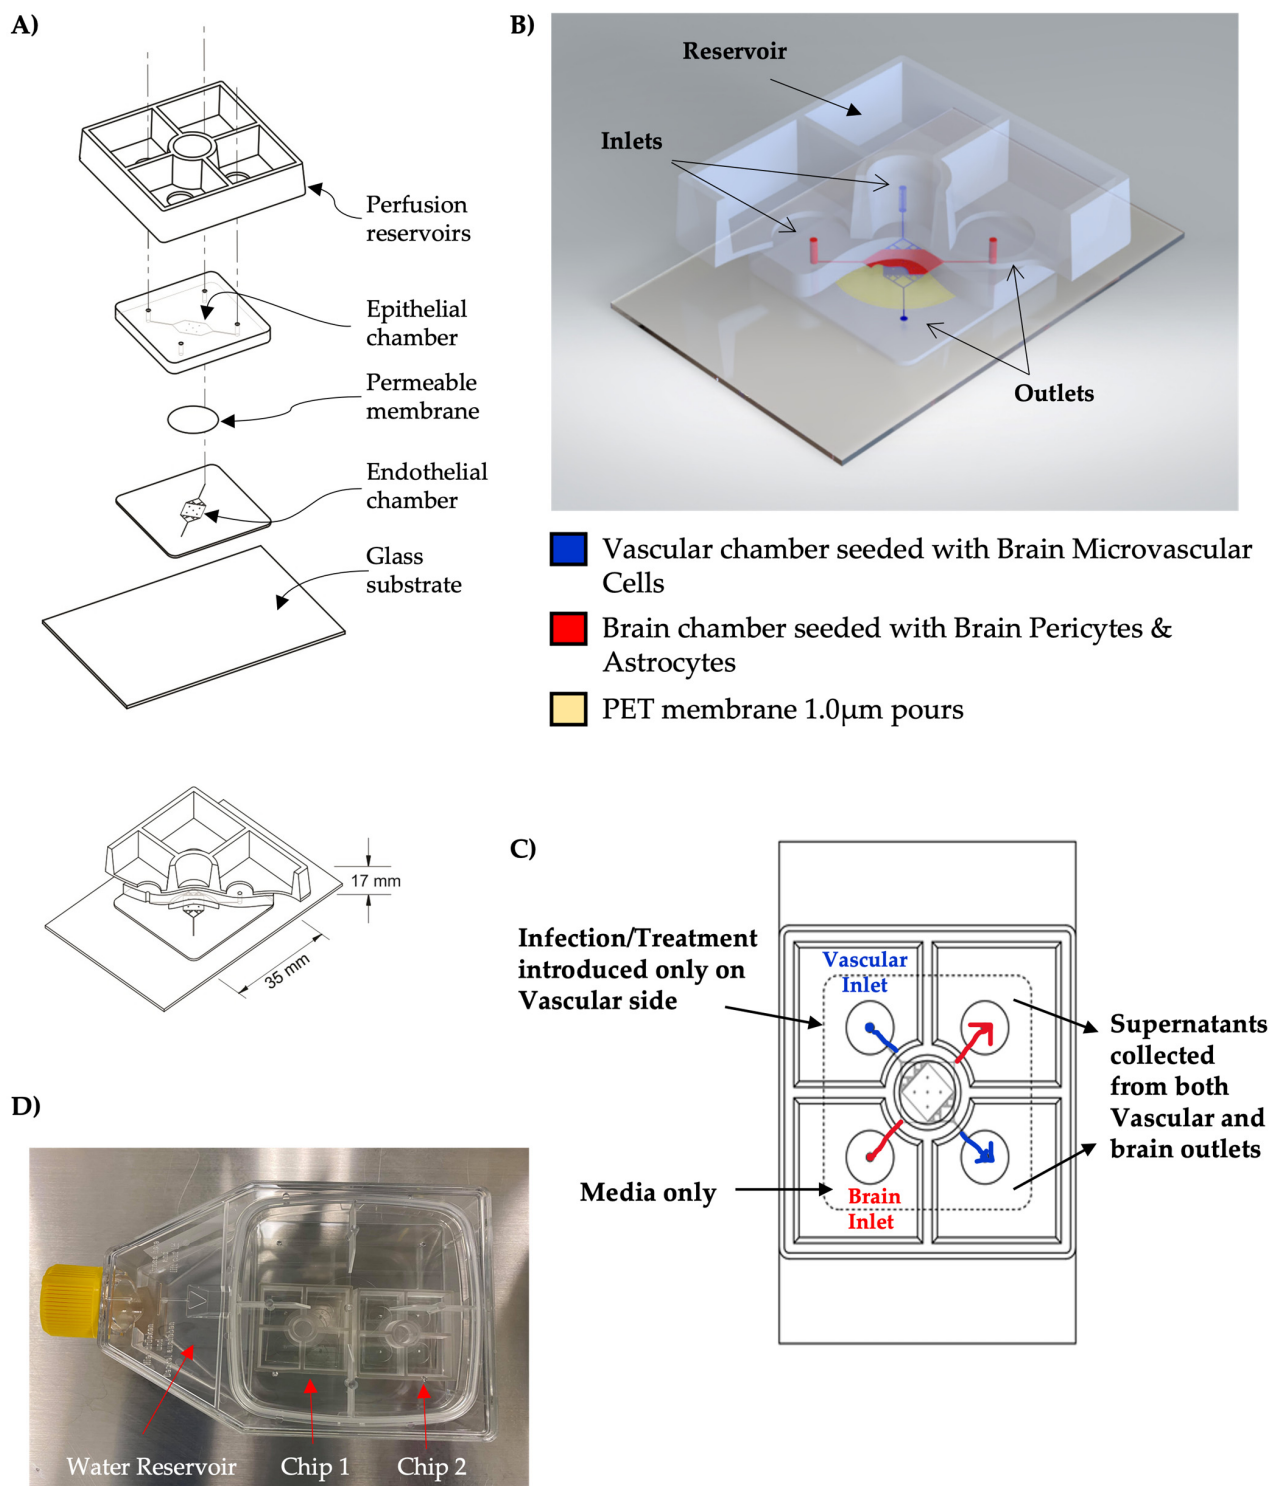 A)
Perfusion
reservoirs
Epithelial
chamber
Permeable
membrane
Endothelial
chamber
Glass
substrate
17 mm
35 mm
B)
Reservoir
Inlets
Outlets
Vascular chamber seeded with Brain Microvascular
Cells
Brain chamber seeded with Brain Pericytes &
Astrocytes
PET membrane 1.0µm pours
C)
Infection/Treatment
introduced only on
Vascular side
Vascular
Inlet
Supernatants
collected
from both
Vascular and
brain outlets
Media only
Brain
Inlet
D)
Water Reservoir
Chip 1
Chip 2